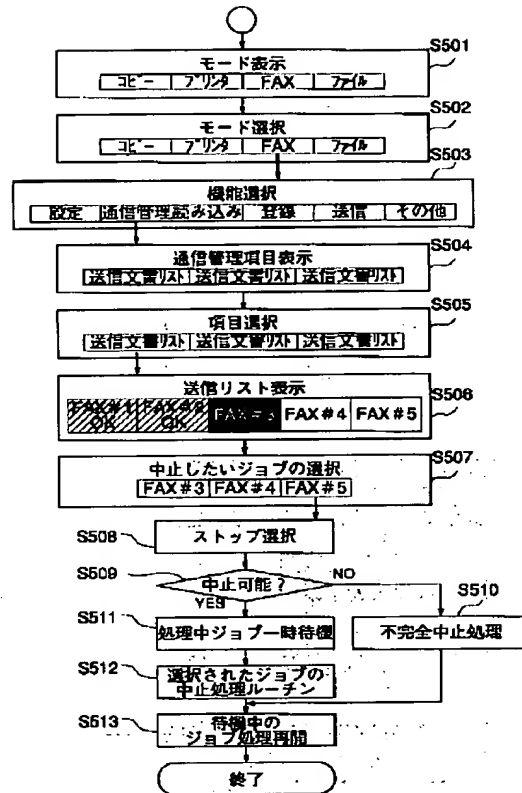 S501
モード表示
コピー プリンタ FAX ファイル
S502
モード選択
コピー プリンタ FAX ファイル
S503
機能選択
設定 通信管理読み込み 登録 送信 その他
S504
通信管理項目表示
送信文書リスト 送信文書リスト 送信文書リスト
S505
項目選択
送信文書リスト 送信文書リスト 送信文書リスト
S506
送信リスト表示
FAX#1 OK FAX# OK FAX#3 FAX#4 FAX#5
S507
中止したいジョブの選択
FAX#3 FAX#4 FAX#5
S508
ストップ選択
S509
中止可能?
NO
YES
S510
不完全中止処理
S511
処理中ジョブ一時待機
S512
選択されたジョブの
中止処理ルーチン
S513
待機中の
ジョブ処理再開
終了